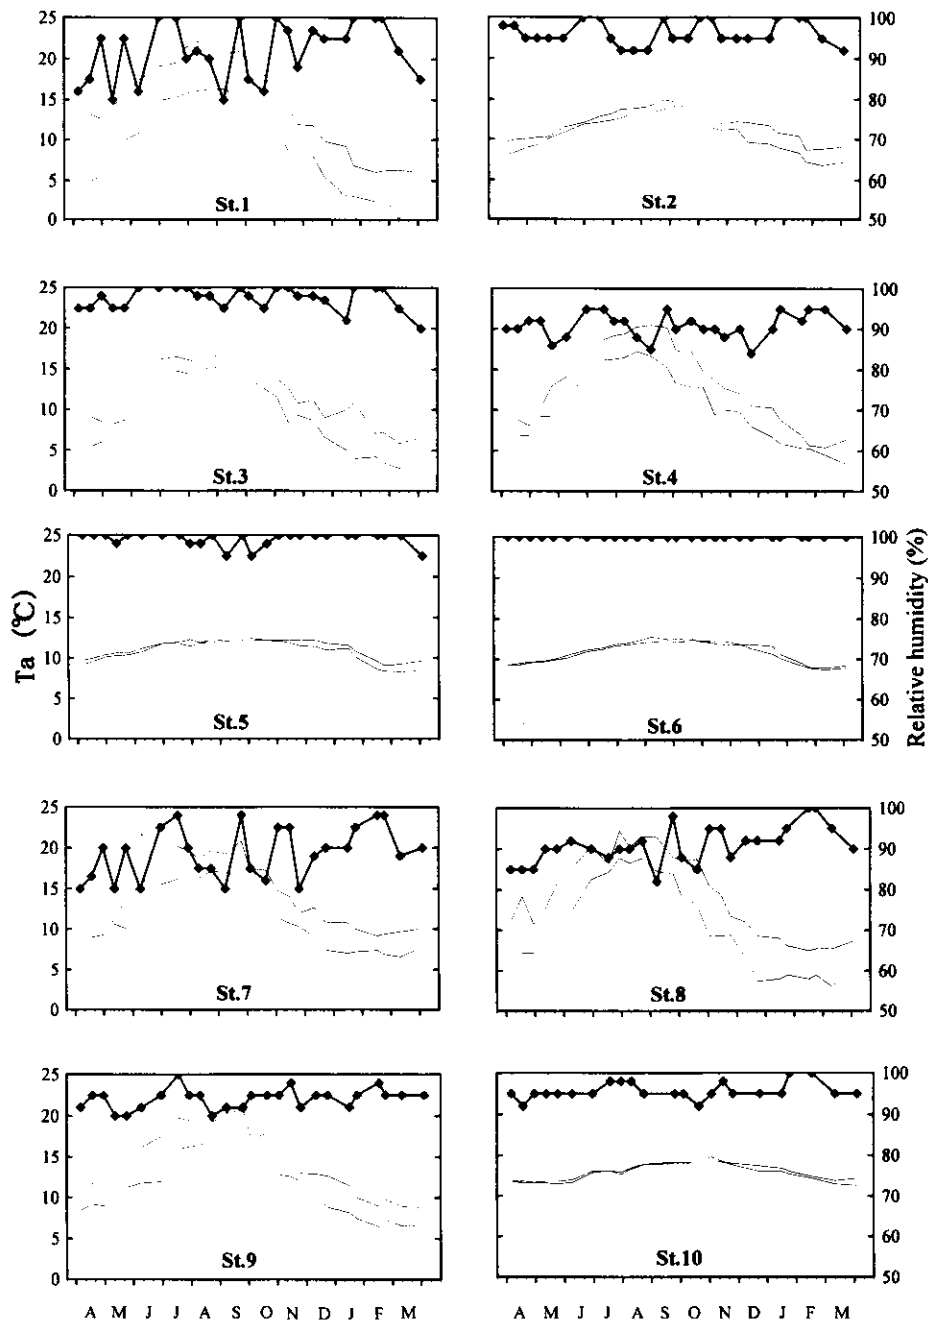 25 20 15 10 5 0 St.1
100 90 80 70 60 50 St.2
25 20 15 10 5 0 St.3
100 90 80 70 60 50 St.4
Ta (℃)
25 20 15 10 5 0 St.5
100 90 80 70 60 50 St.6
Relative humidity (%)
25 20 15 10 5 0 St.7
100 90 80 70 60 50 St.8
25 20 15 10 5 0 St.9
100 90 80 70 60 50 St.10
A M J J A S O N D J F M
A M J J A S O N D J F M